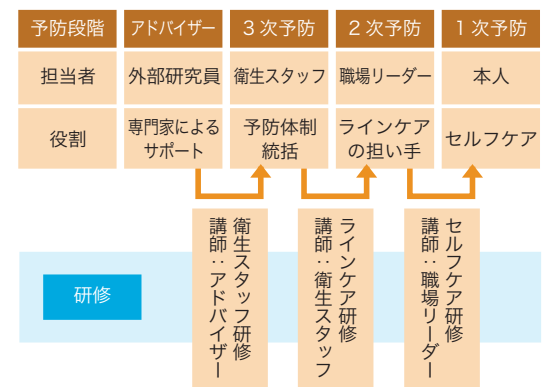 予防段階 アドバイザー 3次予防 2次予防 1次予防
担当者 外部研究員 衛生スタッフ 職場リーダー 本人
役割 専門家による サポート 予防体制 統括 ラインケア の担い手 セルフケア
衛生スタッフ研修
講師：アドバイザー
ラインケア研修
講師：衛生スタッフ
セルフケア研修
講師：職場リーダー
研修